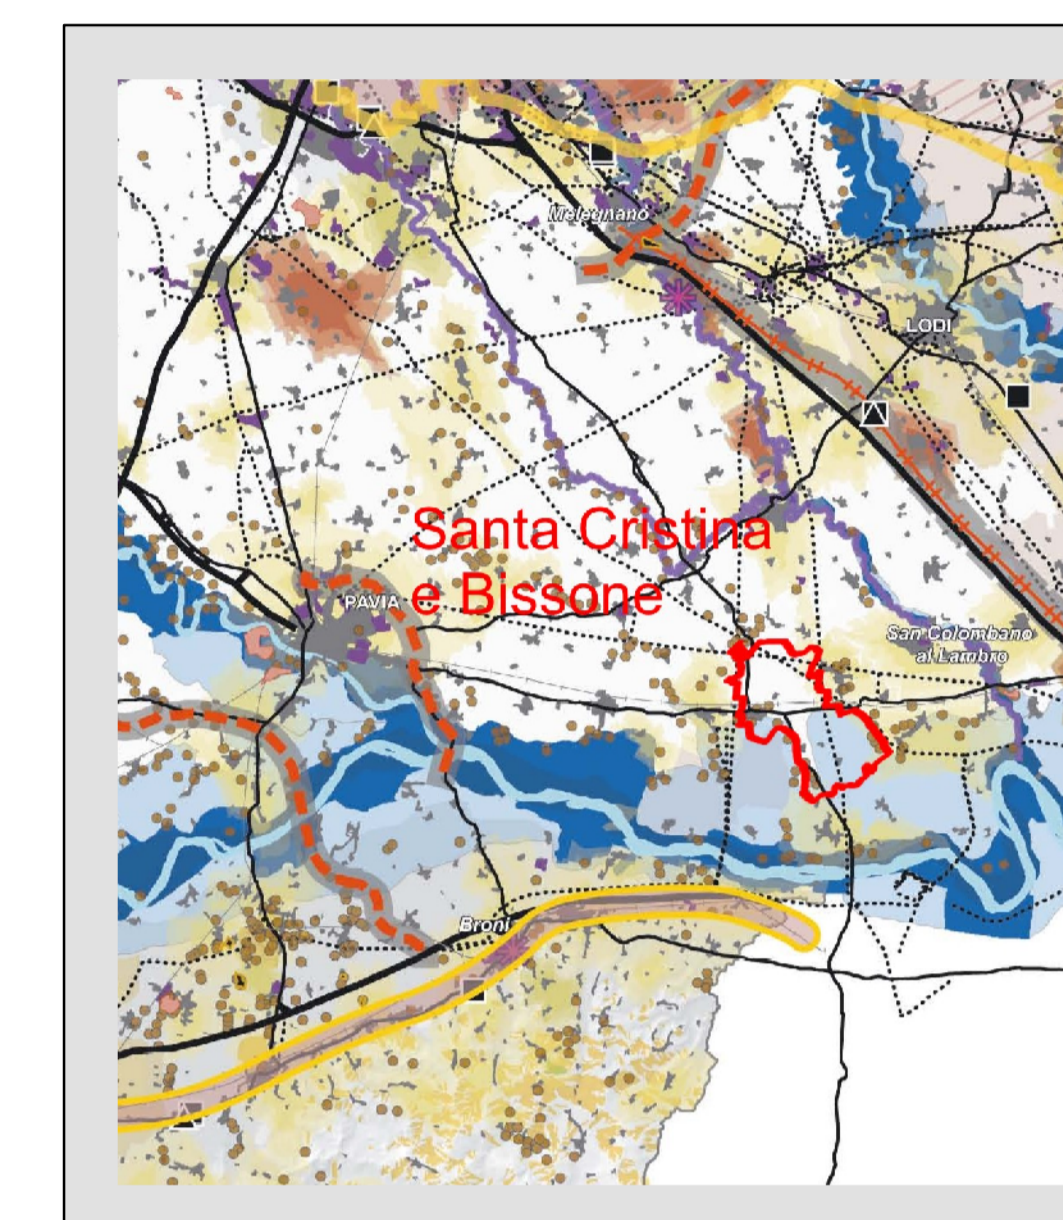 Melegnano
LODI
Santa Cristina
e Bissone
PAVIA
San Colombano
al Lambro
Broni